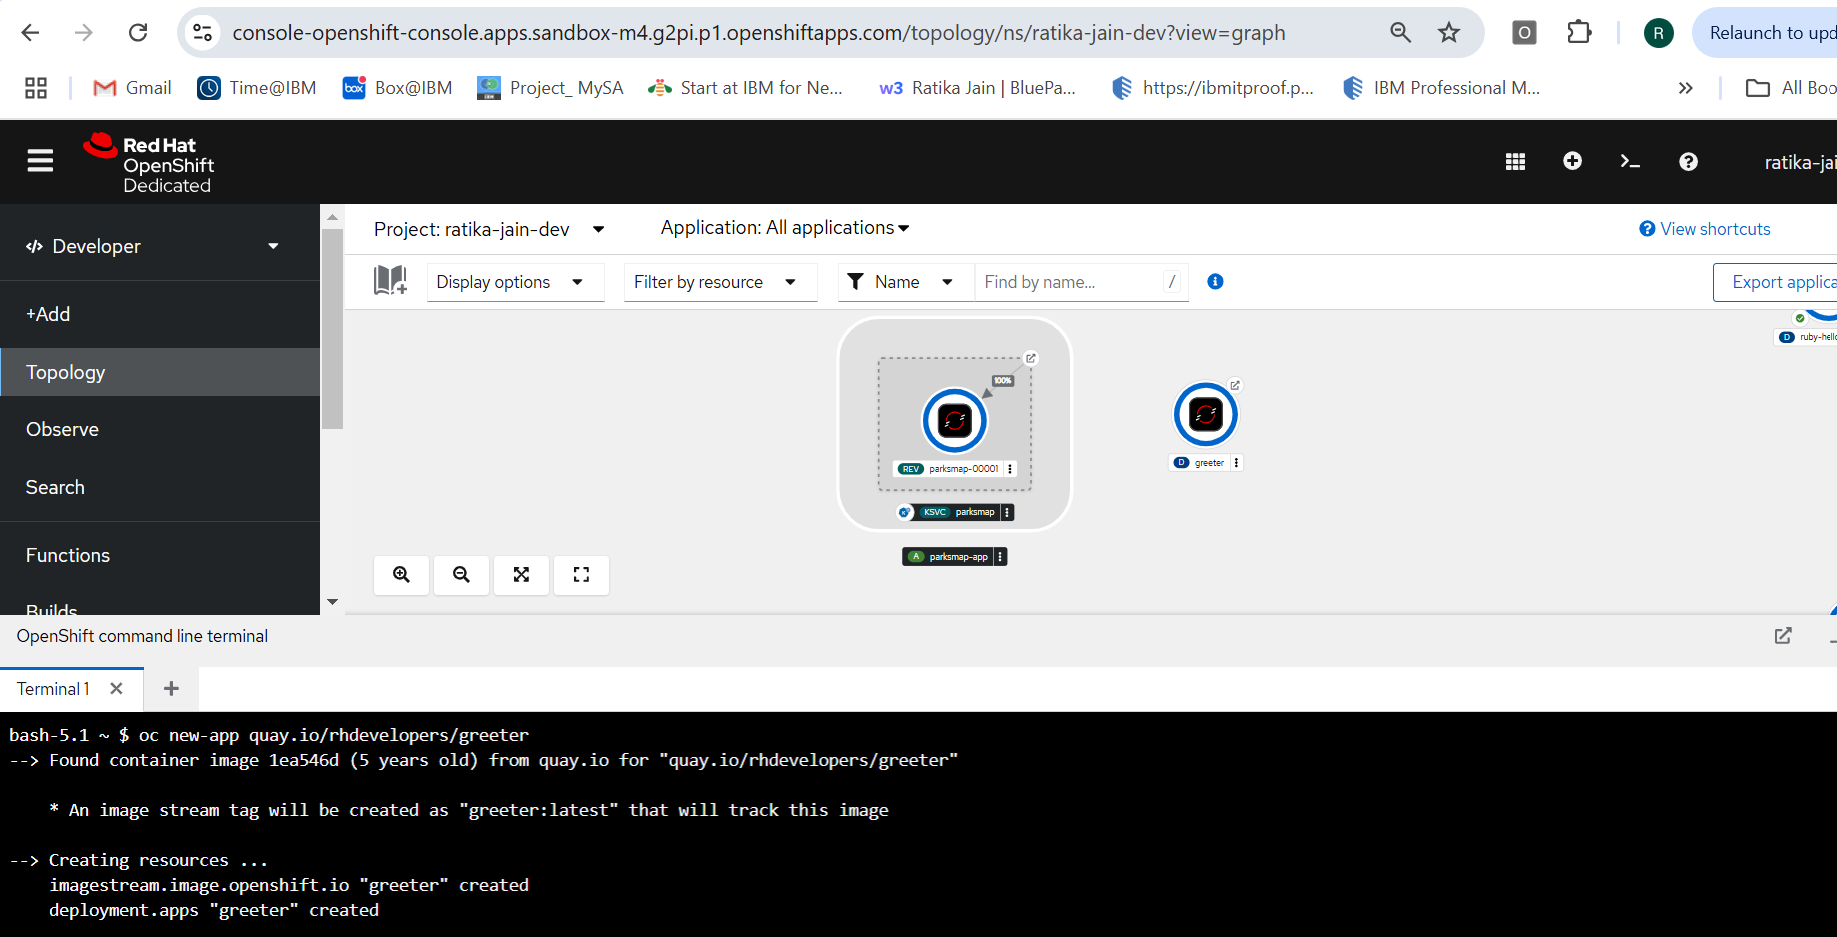 console-openshift-console.apps.sandbox-m4.g2pi.p1.openshiftapps.com/topology/ns/ratika-jain-dev?view=graph
O
R
Relaunch to upd
Gmail
Time@IBM
box
Box@IBM
Project_ MySA
Start at IBM for Ne...
w3 Ratika Jain | BluePa...
https://ibmitproof.p...
IBM Professional M...
»
All Boo
Red Hat
OpenShift
Dedicated
ratika-jai
</> Developer
Project: ratika-jain-dev
Application: All applications
View shortcuts
Display options
Filter by resource
Name
Find by name...
/
Export applica
+Add
Topology
Observe
Search
Functions
Builds
100%
REV parksmap-00001
KSVC parksmap
A parksmap-app
D greeter
D ruby-hello
OpenShift command line terminal
Terminal 1
bash-5.1 ~ $ oc new-app quay.io/rhdevelopers/greeter
--> Found container image 1ea546d (5 years old) from quay.io for "quay.io/rhdevelopers/greeter"
* An image stream tag will be created as "greeter:latest" that will track this image
--> Creating resources ...
imagestream.image.openshift.io "greeter" created
deployment.apps "greeter" created